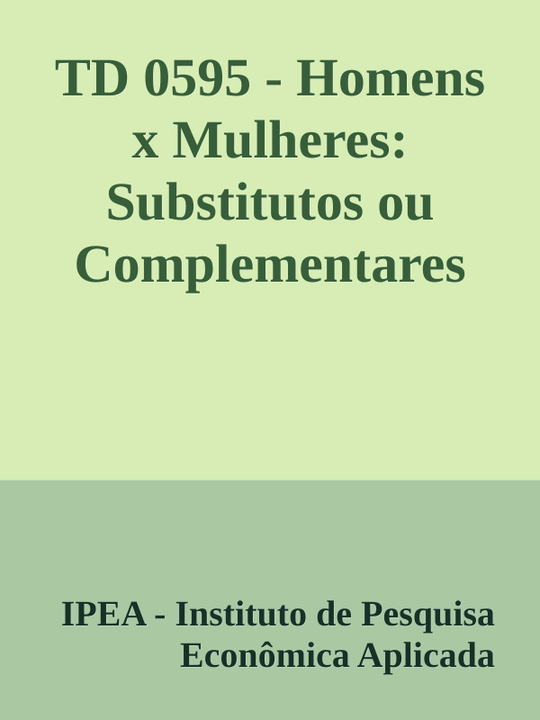 TD 0595 - Homens
x Mulheres:
Substitutos ou
Complementares
IPEA - Instituto de Pesquisa
Econômica Aplicada